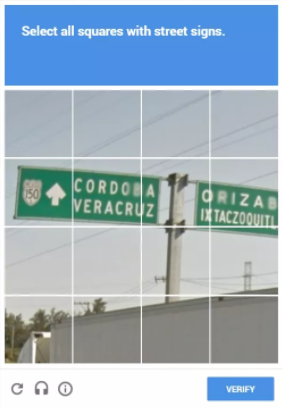 Select all squares with street signs.
150
CORDOBA
VERACRUZ
ORIZAB
IXTACZOQUITL
VERIFY